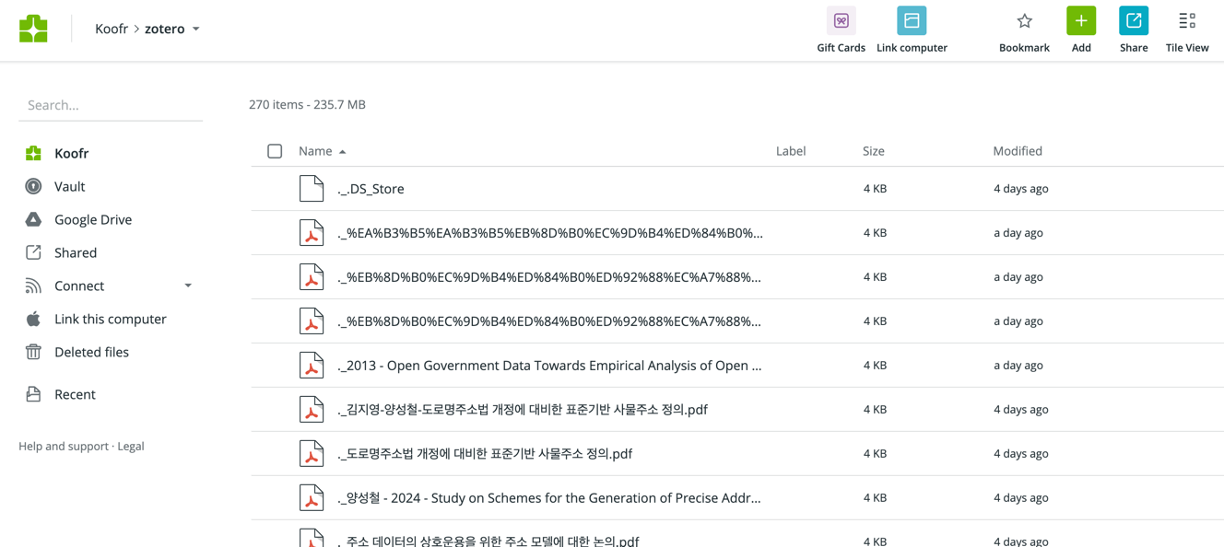 Koofr > zotero
Gift Cards
Link computer
Bookmark
Add
Share
Tile View
Search...
270 items - 235.7 MB
Koofr
Vault
Google Drive
Shared
Connect
Link this computer
Deleted files
Recent
Help and support · Legal
Name Label Size Modified
._.DS_Store 4 KB 4 days ago
._%EA%B3%B5%EA%B3%B5%EB%8D%B0%EC%9D%B4%ED%84%B0%... 4 KB a day ago
._%EB%8D%B0%EC%9D%B4%ED%84%B0%ED%92%88%EC%A7%88%... 4 KB a day ago
._%EB%8D%B0%EC%9D%B4%ED%84%B0%ED%92%88%EC%A7%88%... 4 KB a day ago
._2013 - Open Government Data Towards Empirical Analysis of Open ... 4 KB a day ago
._김지영-양성철-도로명주소법 개정에 대비한 표준기반 사물주소 정의.pdf 4 KB 4 days ago
._도로명주소법 개정에 대비한 표준기반 사물주소 정의.pdf 4 KB 4 days ago
._양성철 - 2024 - Study on Schemes for the Generation of Precise Addr... 4 KB 4 days ago
._주소 데이터의 상호운용을 위한 주소 모델에 대한 논의.pdf 4 KB 4 days ago